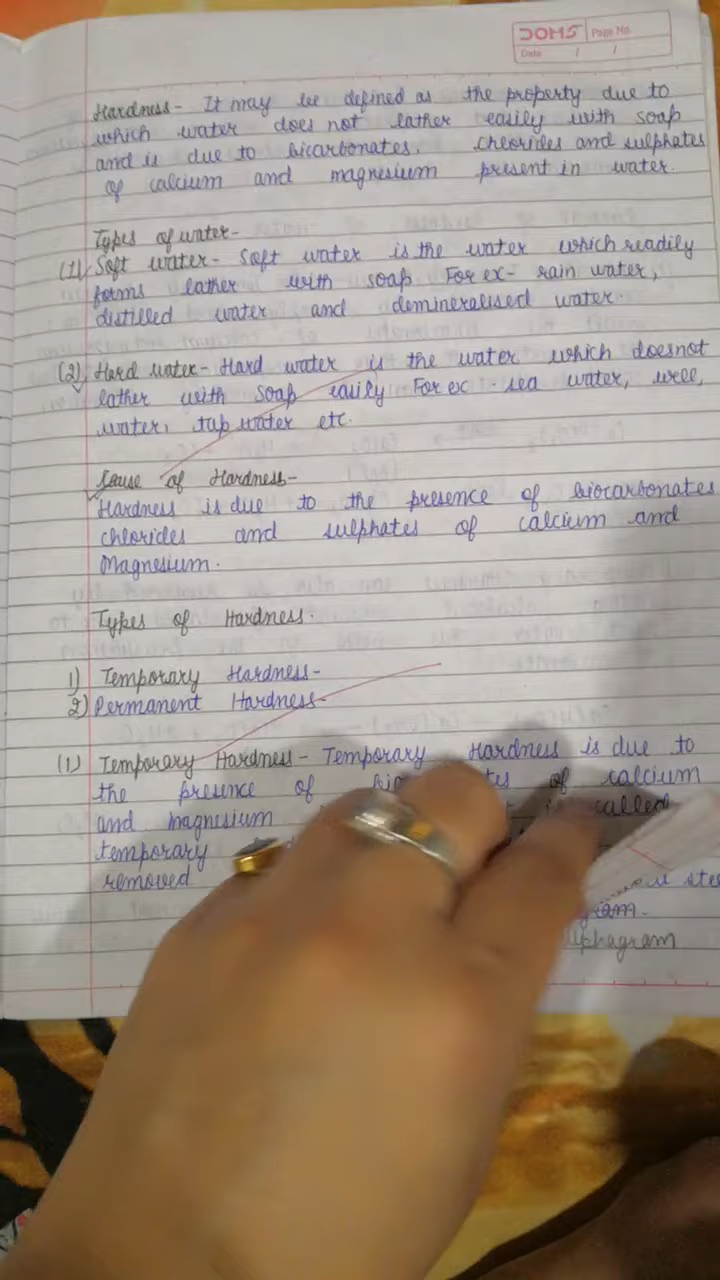 DOMS Page No.
Date / /
Hardness - It may be defined as the property due to
which water does not lather easily with soap
and is due to bicarbonates. chlorides and sulphates
of calcium and magnesium present in water.
Types of water-
(1) Soft water - Soft water is the water which readily
forms lather with soap. For ex - rain water,
distilled water and demineralised water.
(2) Hard water - Hard water is the water which doesnot
lather with soap easily For ex - sea water, well,
water, tap water etc.
Cause of Hardness-
Hardness is due to the presence of biocarbonates
chlorides and sulphates of calcium and
Magnesium.
Types of Hardness.
1) Temporary Hardness-
2) Permanent Hardness-
(1) Temporary Hardness - Temporary Hardness is due to
the presence of of calcium
and magnesium is called
temporary
removed